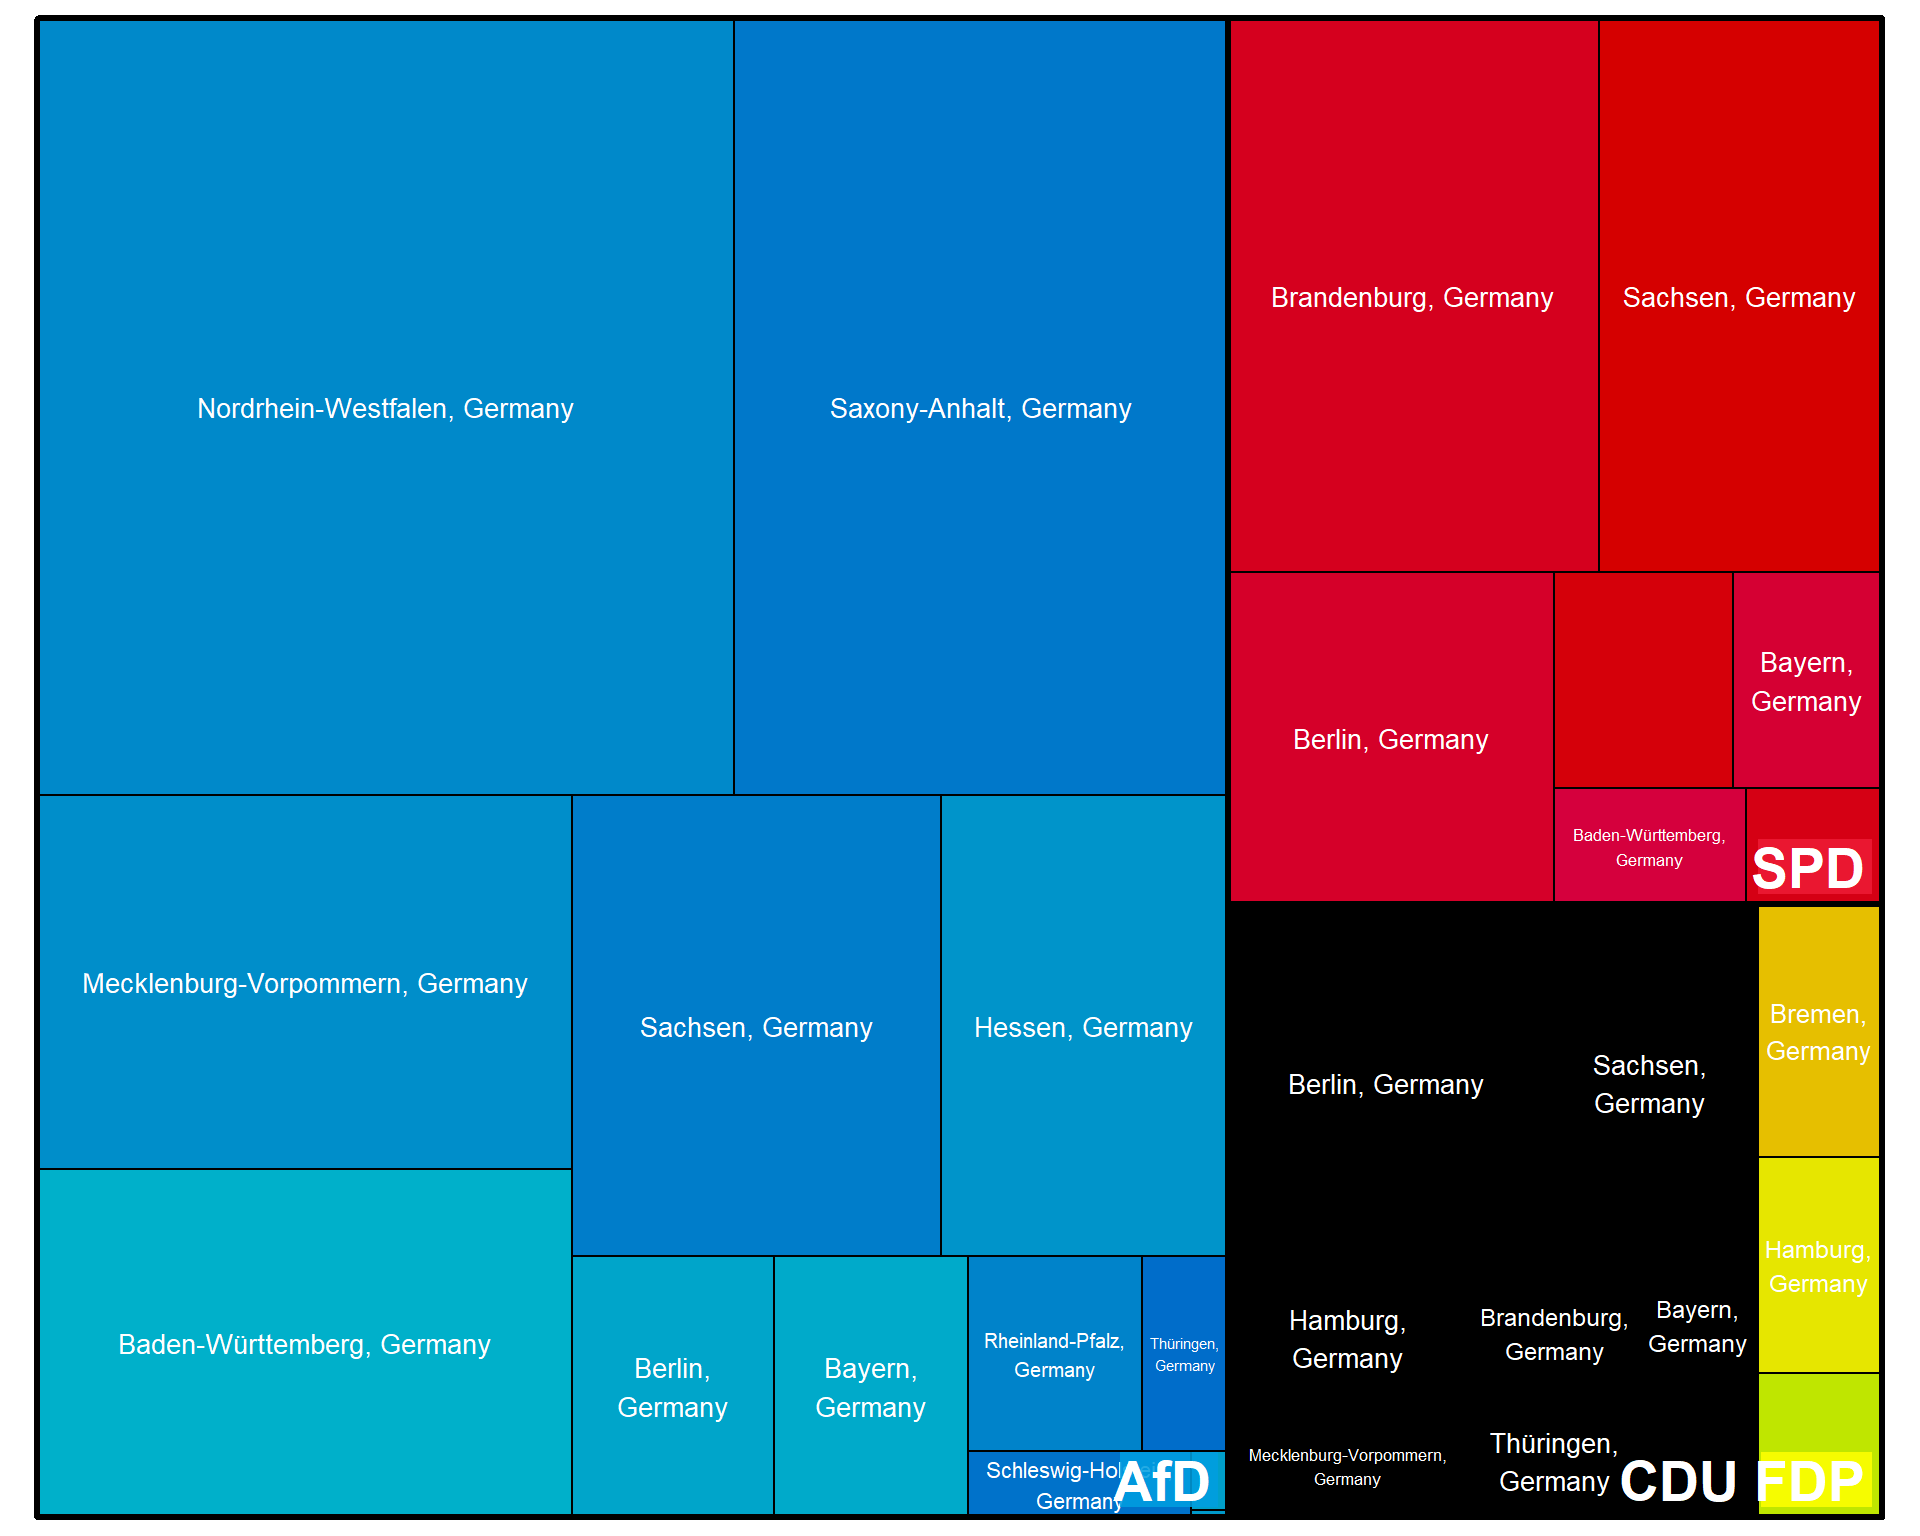 Nordrhein-Westfalen, Germany
Saxony-Anhalt, Germany
Mecklenburg-Vorpommern, Germany
Sachsen, Germany
Hessen, Germany
Baden-Württemberg, Germany
Berlin,
Germany
Bayern,
Germany
Rheinland-Pfalz,
Germany
Thüringen,
Germany
Germany
AfD
Brandenburg, Germany
Sachsen, Germany
Berlin, Germany
Bayern,
Germany
Baden-Württemberg,
Germany
SPD
Berlin, Germany
Sachsen,
Germany
Hamburg,
Germany
Brandenburg,
Germany
Bayern,
Germany
Mecklenburg-Vorpommern,
Germany
Thüringen,
Germany
CDU
Bremen,
Germany
Hamburg,
Germany
FDP